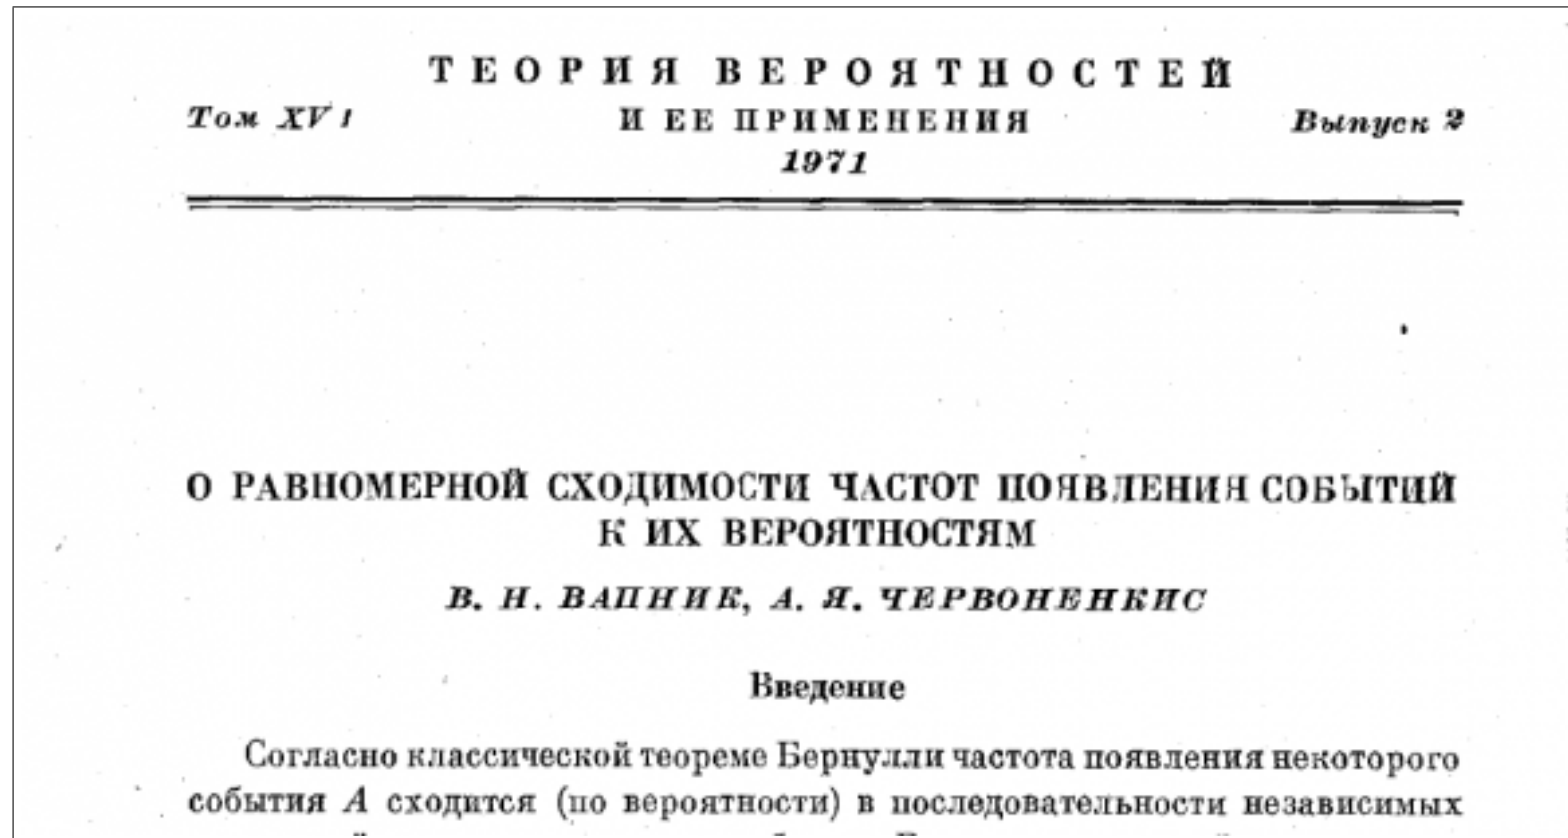 ТЕОРИЯ ВЕРОЯТНОСТЕЙ
Том XVI И ЕЕ ПРИМЕНЕНИЯ Выпуск 2
1971
О РАВНОМЕРНОЙ СХОДИМОСТИ ЧАСТОТ ПОЯВЛЕНИЯ СОБЫТИЙ
К ИХ ВЕРОЯТНОСТЯМ
В. Н. ВАПНИК, А. Я. ЧЕРВОНЕНКИС
Введение
Согласно классической теореме Бернулли частота появления некоторого
события А сходится (по вероятности) в последовательности независимых